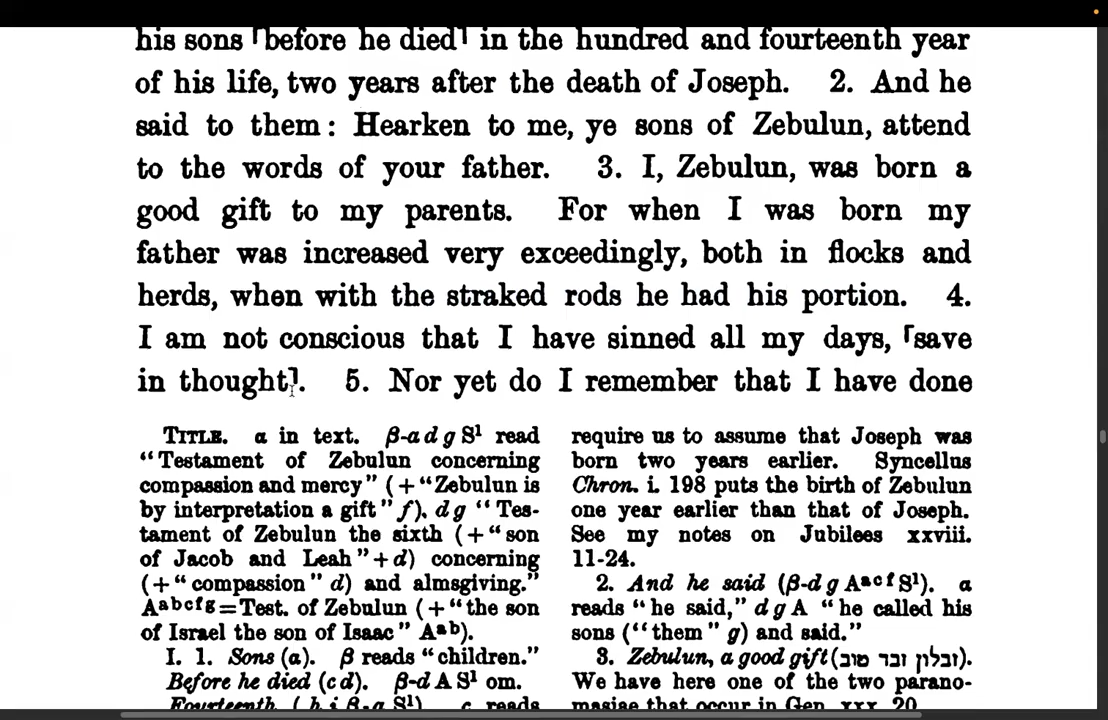 his sons ⌜before he died⌝ in the hundred and fourteenth year
of his life, two years after the death of Joseph. 2. And he
said to them: Hearken to me, ye sons of Zebulun, attend
to the words of your father. 3. I, Zebulun, was born a
good gift to my parents. For when I was born my
father was increased very exceedingly, both in flocks and
herds, when with the straked rods he had his portion. 4.
I am not conscious that I have sinned all my days, ⌜save
in thought⌝. 5. Nor yet do I remember that I have done
TITLE. α in text. β-a d g S¹ read
“Testament of Zebulun concerning
compassion and mercy” (+“Zebulun is
by interpretation a gift” f). d g “Tes-
tament of Zebulun the sixth (+“son
of Jacob and Leah”+d) concerning
(+“compassion” d) and almsgiving.”
Aᵃᵇᶜᶠᵍ=Test. of Zebulun (+“the son
of Israel the son of Isaac” Aᵃᵇ).
I. 1. Sons (α). β reads “children.”
Before he died (c d). β-d A S¹ om.
Fourteenth. (h i β-a S¹) c reads
require us to assume that Joseph was
born two years earlier. Syncellus
Chron. i. 198 puts the birth of Zebulun
one year earlier than that of Joseph.
See my notes on Jubilees xxviii.
11-24.
2. And he said (β-d g Aᵃᶜᶠ S¹). α
reads “he said,” d g A “he called his
sons (“them” g) and said.”
3. Zebulun, a good gift (זבלון זבד טוב).
We have here one of the two parano-
masiae that occur in Gen. xxx. 20